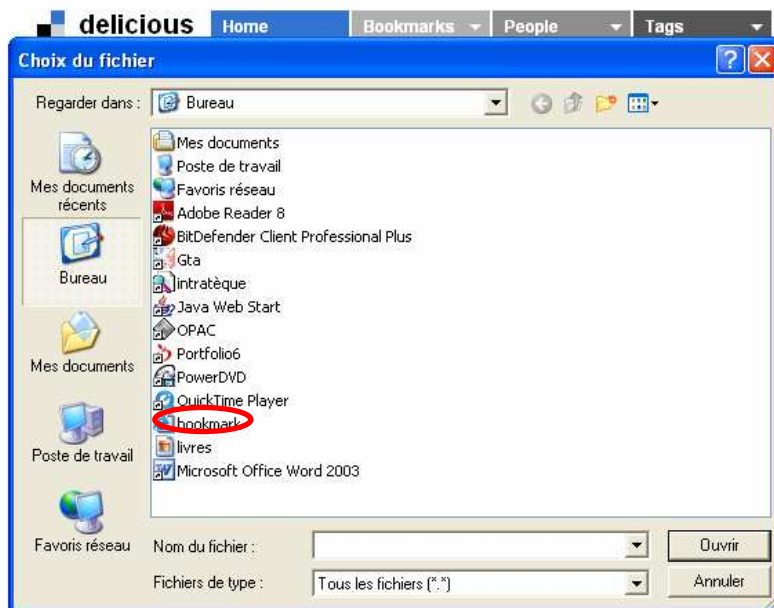 delicious Home Bookmarks People Tags
Choix du fichier
Regarder dans : Bureau
Mes documents récents
Bureau
Mes documents
Poste de travail
Favoris réseau
Mes documents
Poste de travail
Favoris réseau
Adobe Reader 8
BitDefender Client Professional Plus
Gta
intratèque
Java Web Start
OPAC
Portfolio6
PowerDVD
QuickTime Player
bookmark
livres
Microsoft Office Word 2003
Nom du fichier : Ouvrir
Fichiers de type : Tous les fichiers (*.*) Annuler